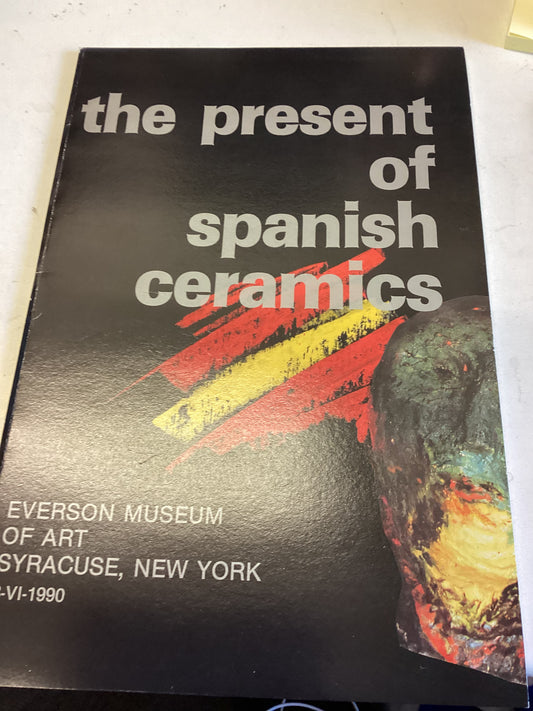 the present
of
spanish
ceramics
EVERSON MUSEUM
OF ART
SYRACUSE, NEW YORK
-VI-1990